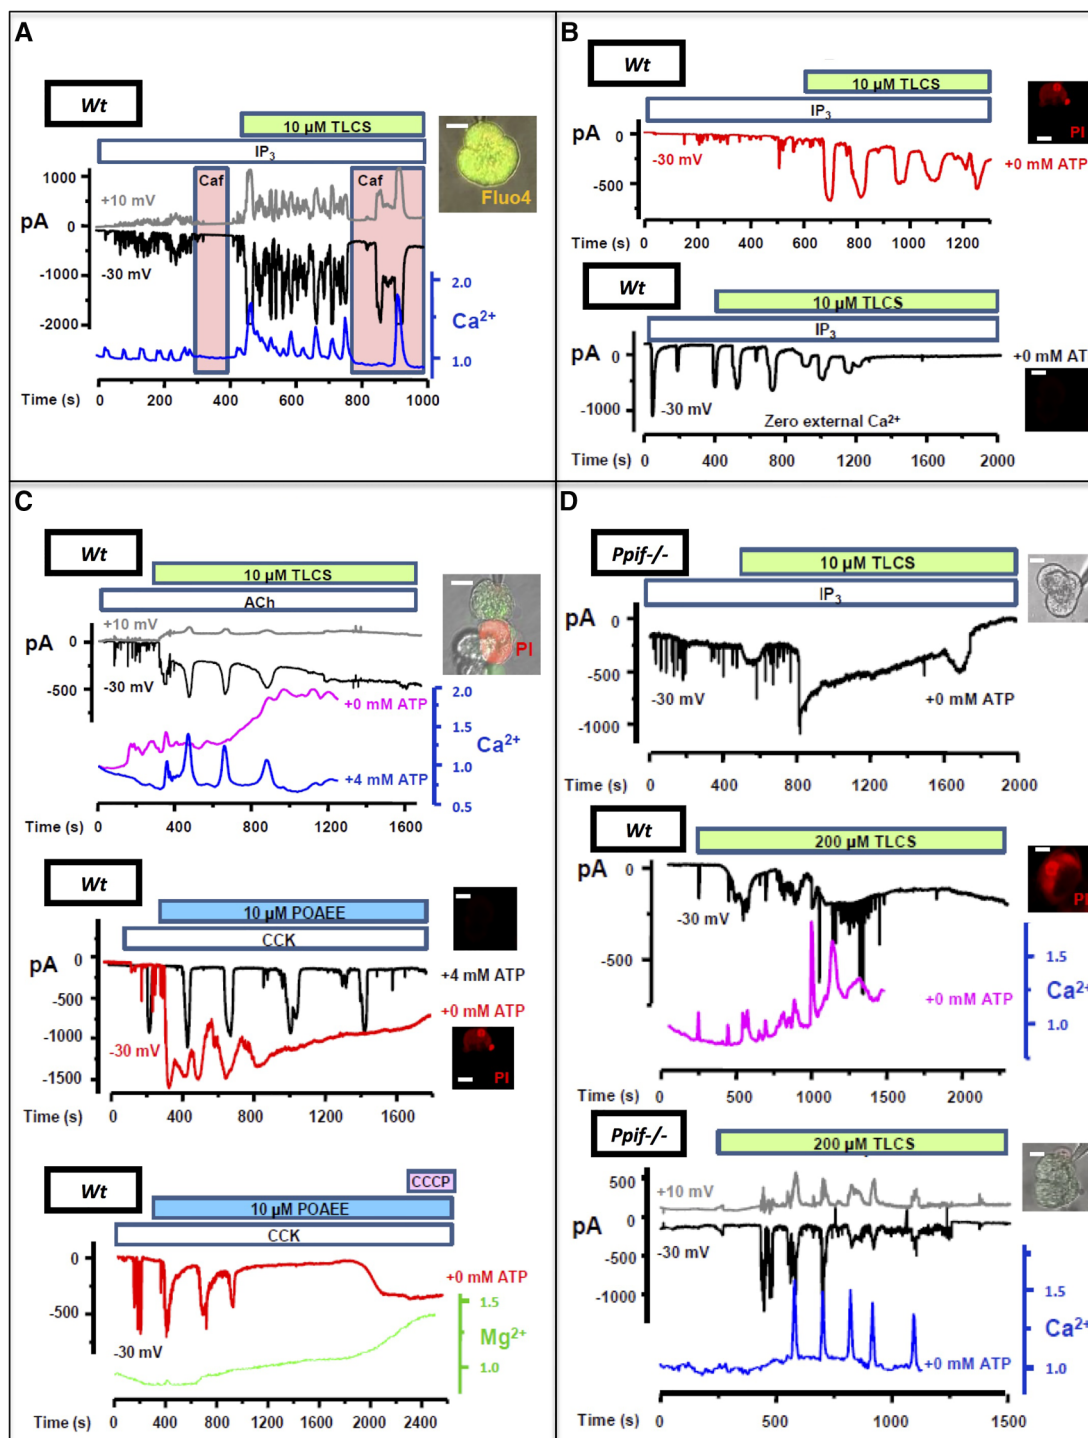 A
Wt
10 µM TLCS
IP3
Caf
Caf
Fluo4
1000
+10 mV
pA
0
-1000
-30 mV
-2000
2.0
Ca2+
1.0
Time (s)
0
200
400
600
800
1000
B
Wt
10 µM TLCS
IP3
PI
pA
0
-30 mV
-500
+0 mM ATP
Time (s)
0
200
400
600
800
1000
1200
Wt
10 µM TLCS
IP3
pA
0
+0 mM AT
-1000
-30 mV
Zero external Ca2+
Time (s)
0
400
800
1200
1600
2000
C
Wt
10 µM TLCS
ACh
PI
+10 mV
pA
0
-30 mV
-500
+0 mM ATP
2.0
1.5
Ca2+
1.0
0.5
+4 mM ATP
Time (s)
0
400
800
1200
1600
Wt
10 µM POAEE
CCK
pA
0
+4 mM ATP
-500
+0 mM ATP
-1000
-30 mV
PI
-1500
Time (s)
0
400
800
1200
1600
Wt
CCCP
10 µM POAEE
CCK
0
+0 mM ATP
-500
-30 mV
1.5
Mg2+
1.0
Time (s)
0
400
800
1200
1600
2000
2400
D
Ppif-/-
10 µM TLCS
IP3
pA
0
-500
-30 mV
+0 mM ATP
-1000
Time (s)
0
400
800
1200
1600
2000
Wt
200 µM TLCS
PI
pA
0
-30 mV
-500
+0 mM ATP
1.5
Ca2+
1.0
Time (s)
0
500
1000
1500
2000
Ppif-/-
200 µM TLCS
500
+10 mV
pA
0
-30 mV
-500
-1000
1.5
Ca2+
1.0
+0 mM ATP
Time (s)
500
1000
1500